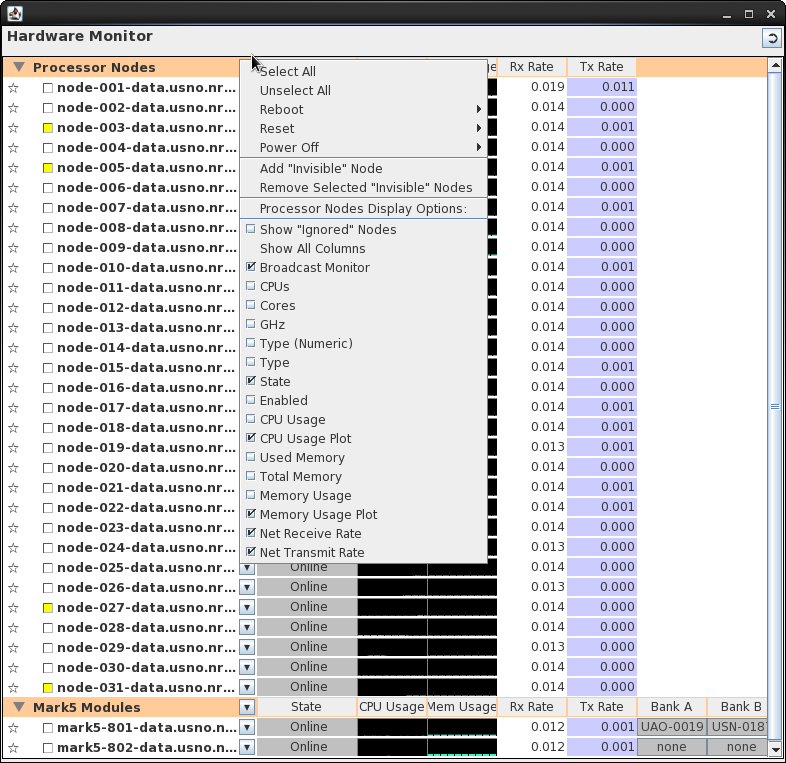 Hardware Monitor
Processor Nodes Rx Rate Tx Rate
node-001-data.usno.nr... 0.019 0.011
node-002-data.usno.nr... 0.014 0.000
node-003-data.usno.nr... 0.014 0.001
node-004-data.usno.nr... 0.014 0.000
node-005-data.usno.nr... 0.014 0.001
node-006-data.usno.nr... 0.014 0.000
node-007-data.usno.nr... 0.014 0.001
node-008-data.usno.nr... 0.014 0.000
node-009-data.usno.nr... 0.014 0.000
node-010-data.usno.nr... 0.014 0.001
node-011-data.usno.nr... 0.014 0.000
node-012-data.usno.nr... 0.014 0.000
node-013-data.usno.nr... 0.014 0.000
node-014-data.usno.nr... 0.014 0.000
node-015-data.usno.nr... 0.014 0.001
node-016-data.usno.nr... 0.014 0.000
node-017-data.usno.nr... 0.014 0.001
node-018-data.usno.nr... 0.014 0.001
node-019-data.usno.nr... 0.013 0.001
node-020-data.usno.nr... 0.014 0.000
node-021-data.usno.nr... 0.014 0.001
node-022-data.usno.nr... 0.014 0.001
node-023-data.usno.nr... 0.014 0.000
node-024-data.usno.nr... 0.013 0.000
node-025-data.usno.nr... Online 0.014 0.000
node-026-data.usno.nr... Online 0.013 0.000
node-027-data.usno.nr... Online 0.014 0.000
node-028-data.usno.nr... Online 0.014 0.000
node-029-data.usno.nr... Online 0.013 0.000
node-030-data.usno.nr... Online 0.014 0.000
node-031-data.usno.nr... Online 0.014 0.000
Select All
Unselect All
Reboot
Reset
Power Off
Add "Invisible" Node
Remove Selected "Invisible" Nodes
Processor Nodes Display Options:
Show "Ignored" Nodes
Show All Columns
Broadcast Monitor
CPUs
Cores
GHz
Type (Numeric)
Type
State
Enabled
CPU Usage
CPU Usage Plot
Used Memory
Total Memory
Memory Usage
Memory Usage Plot
Net Receive Rate
Net Transmit Rate
Mark5 Modules State CPU Usage Mem Usage Rx Rate Tx Rate Bank A Bank B
mark5-801-data.usno.n... Online 0.012 0.001 UAO-0019 USN-018
mark5-802-data.usno.n... Online 0.012 0.001 none none